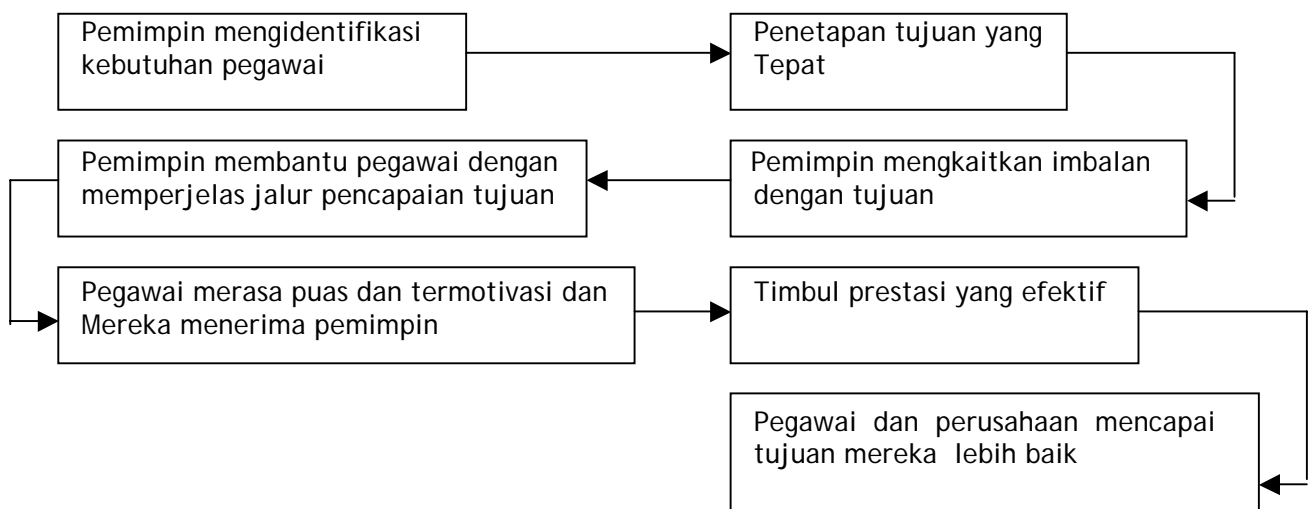 Pemimpin mengidentifikasi
kebutuhan pegawai
Penetapan tujuan yang
Tepat
Pemimpin mengkaitkan imbalan
dengan tujuan
Pemimpin membantu pegawai dengan
memperjelas jalur pencapaian tujuan
Pegawai merasa puas dan termotivasi dan
Mereka menerima pemimpin
Timbul prestasi yang efektif
Pegawai dan perusahaan mencapai
tujuan mereka lebih baik